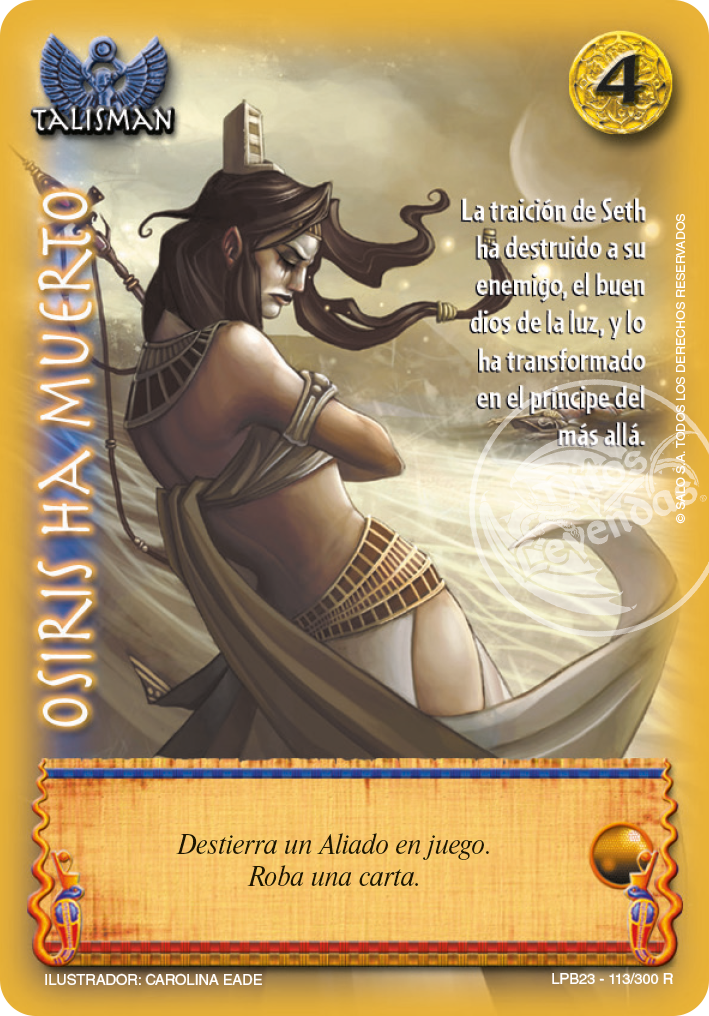 TALISMAN
4
OSIRIS HA MUERTO
La traición de Seth
ha destruido a su
enemigo, el buen
dios de la luz, y lo
ha transformado
en el príncipe del
más allá.
© SALO S.A. TODOS LOS DERECHOS RESERVADOS
Mitos
y Leyendas
®
Destierra un Aliado en juego.
Roba una carta.
ILUSTRADOR: CAROLINA EADE
LPB23 - 113/300 R